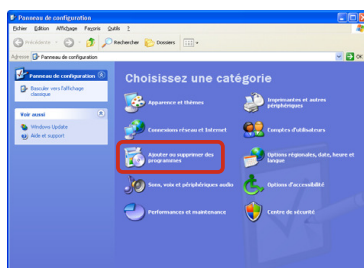 Panneau de configuration
Fichier Edition Affichage Favoris Outils ?
Précédente Rechercher Dossiers
Adresse Panneau de configuration OK
Panneau de configuration
Basculer vers l'affichage
classique
Voir aussi
Windows Update
Aide et support
Choisissez une catégorie
Apparence et thèmes
Imprimantes et autres
périphériques
Connexions réseau et Internet
Comptes d'utilisateurs
Ajouter ou supprimer des
programmes
Options régionales, date, heure et
langue
Sons, voix et périphériques audio
Options d'accessibilité
Performances et maintenance
Centre de sécurité